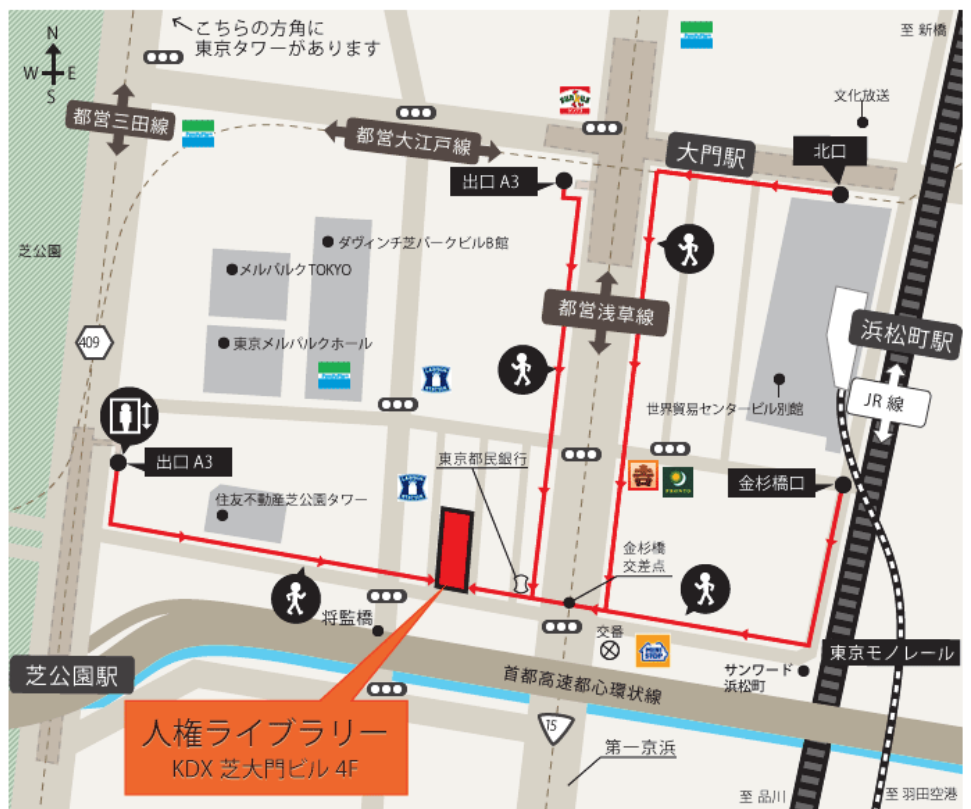 こちらの方角に
東京タワーがあります
至 新橋
N
W E
S
都営三田線
都営大江戸線
文化放送
大門駅
北口
出口 A3
芝公園
ダヴィンチ芝パークビルB館
メルパルクTOKYO
都営浅草線
浜松町駅
409
東京メルパルクホール
JR 線
世界貿易センタービル別館
出口 A3
東京都民銀行
PRONTO
金杉橋口
住友不動産芝公園タワー
金杉橋
交差点
将監橋
交番
MINI
STOP
サンワード
浜松町
東京モノレール
芝公園駅
首都高速都心環状線
人権ライブラリー
KDX 芝大門ビル 4F
15
第一京浜
至 品川
至 羽田空港